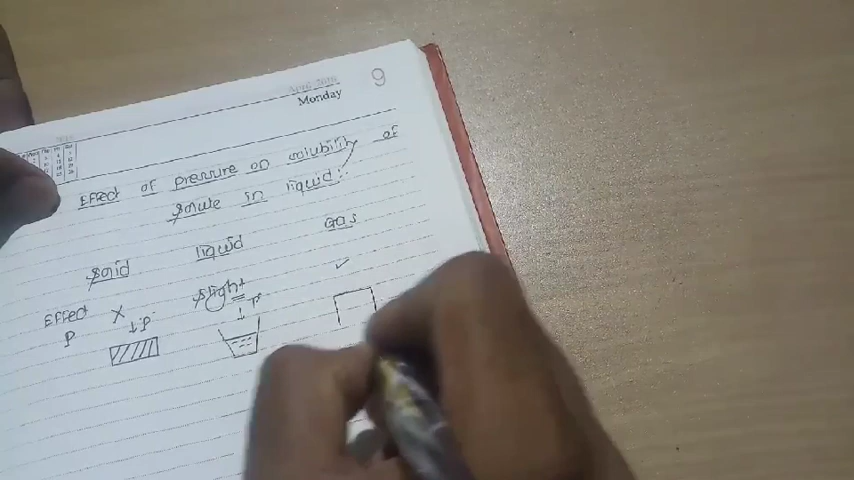 9
Monday
Effect of pressure on solubility of
solute in liquid:
solid liquid Gas
Effect X slight ✓
P ↓P ↓P